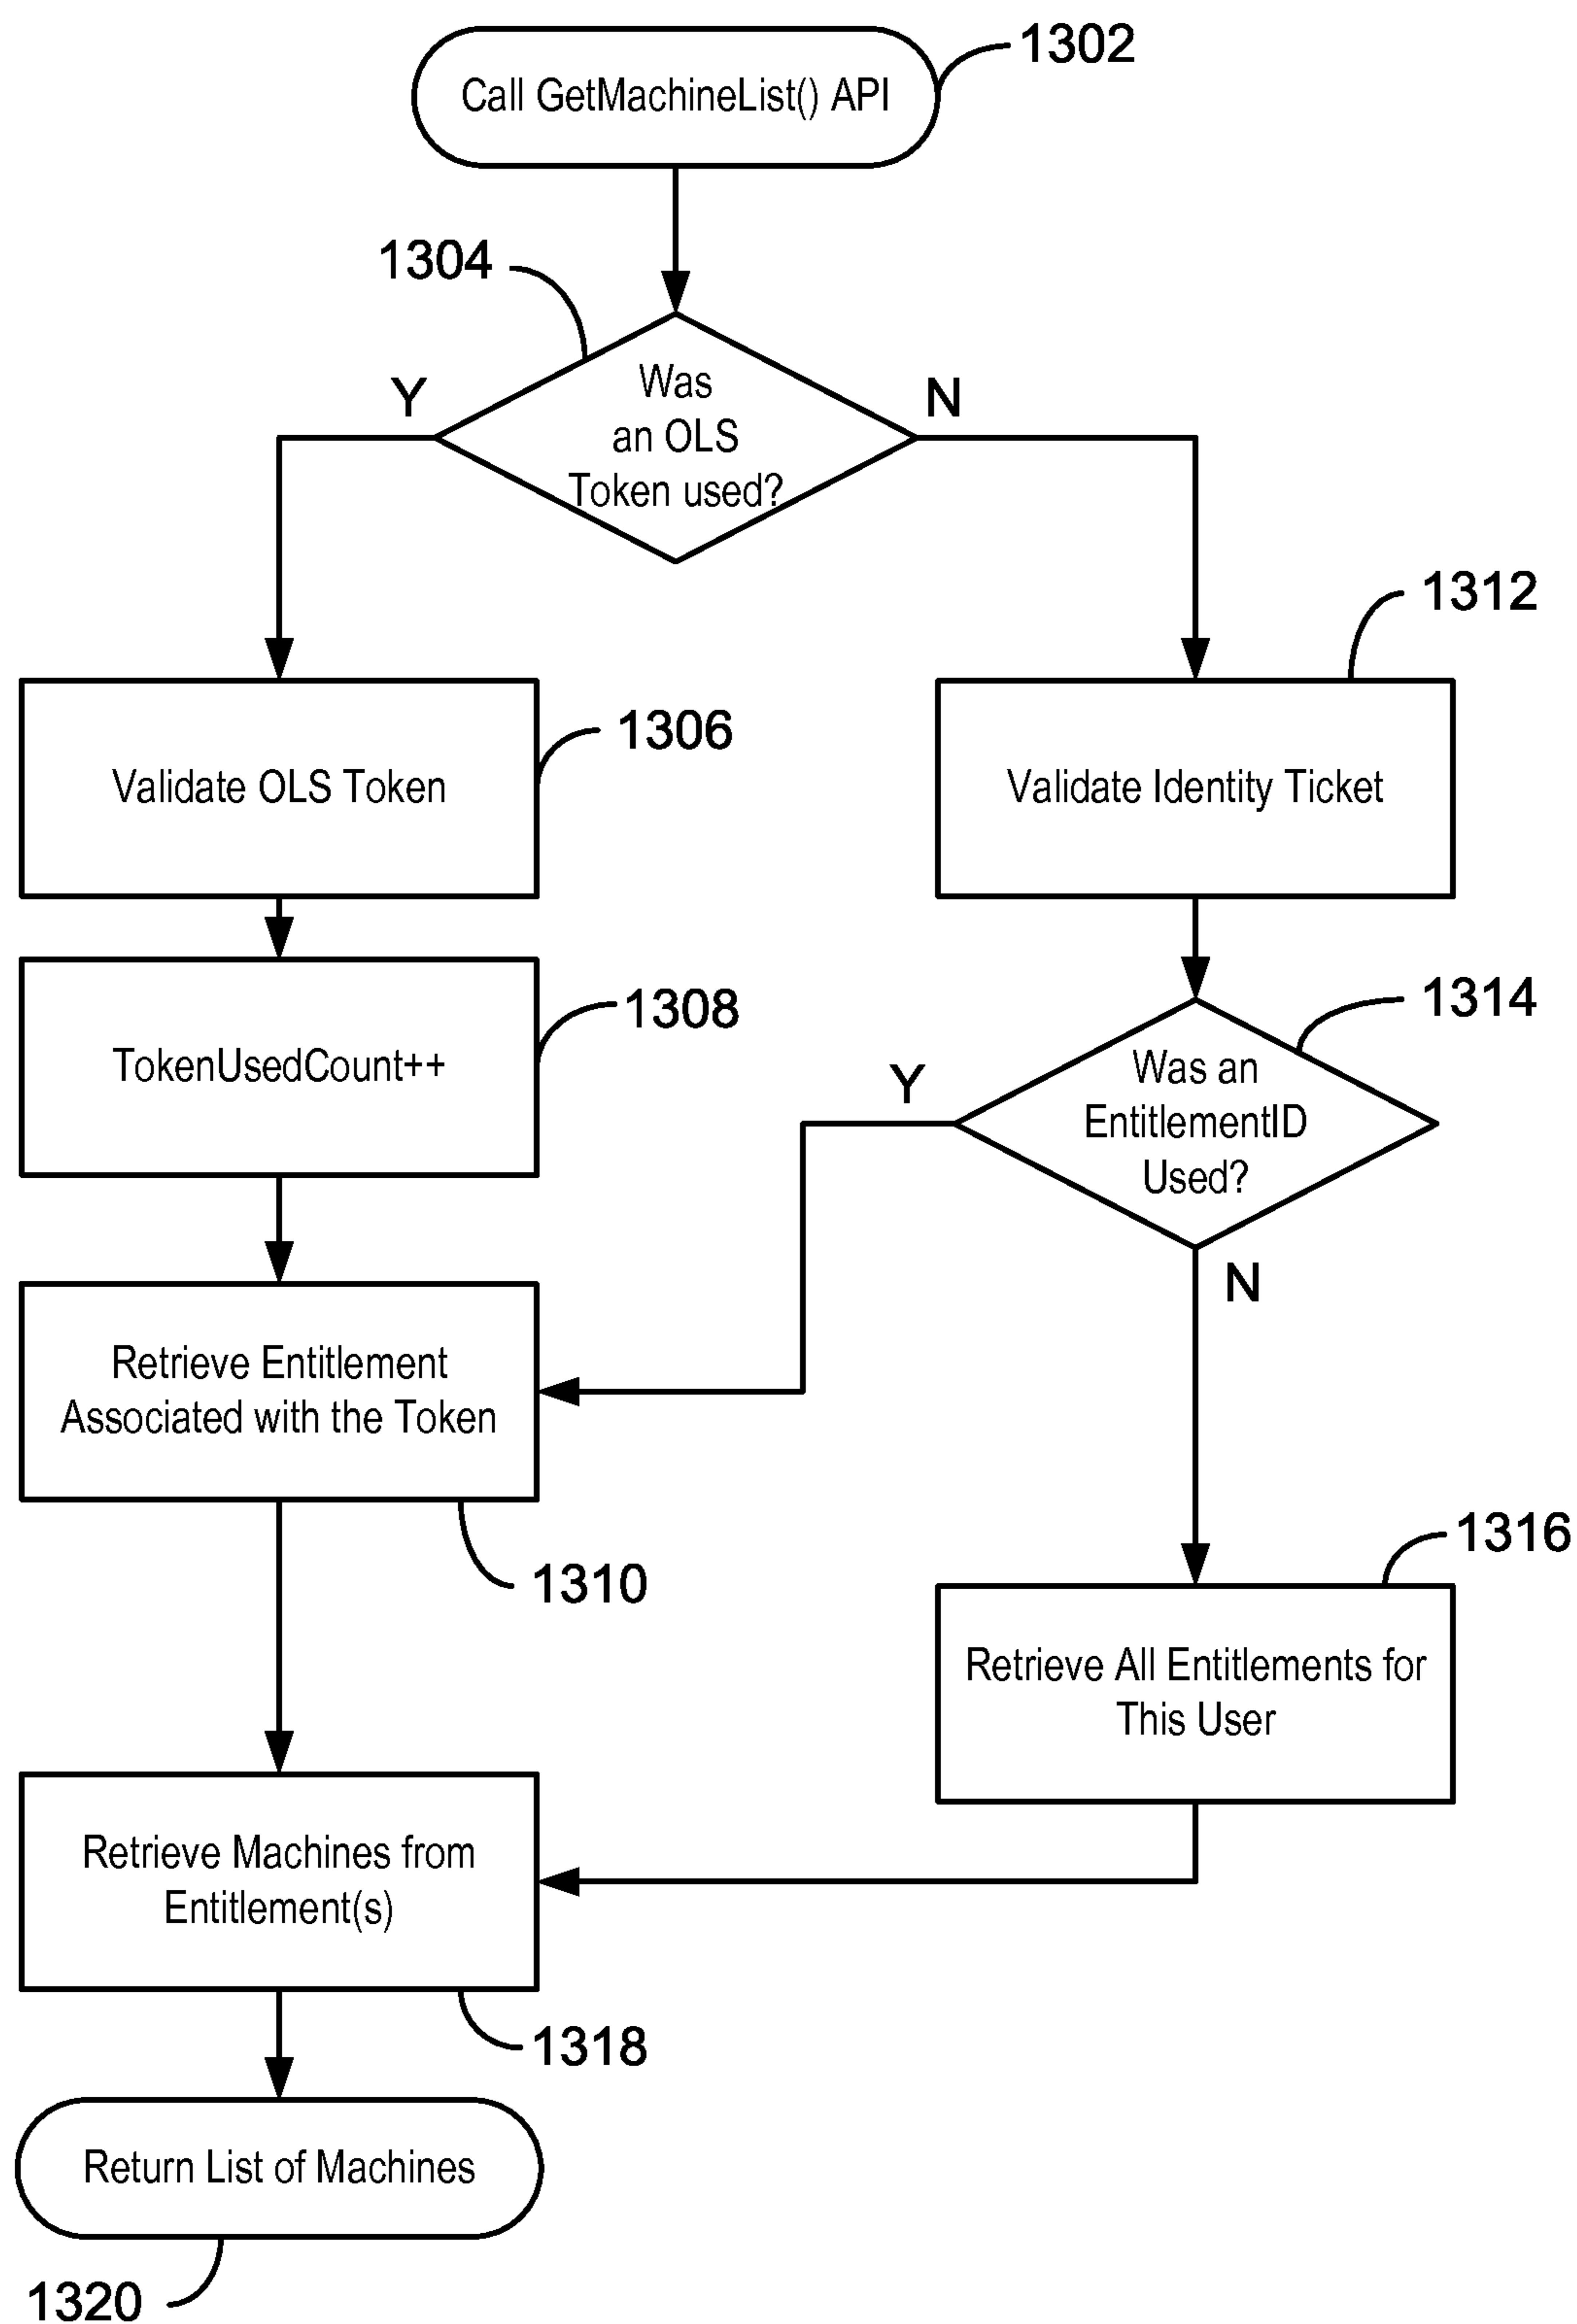 Call GetMachineList() API
1302
1304
Y
Was
an OLS
Token used?
N
1312
Validate OLS Token
1306
Validate Identity Ticket
TokenUsedCount++
1308
1314
Y
Was an
EntitlementID
Used?
N
Retrieve Entitlement
Associated with the Token
1310
1316
Retrieve All Entitlements for
This User
Retrieve Machines from
Entitlement(s)
1318
Return List of Machines
1320